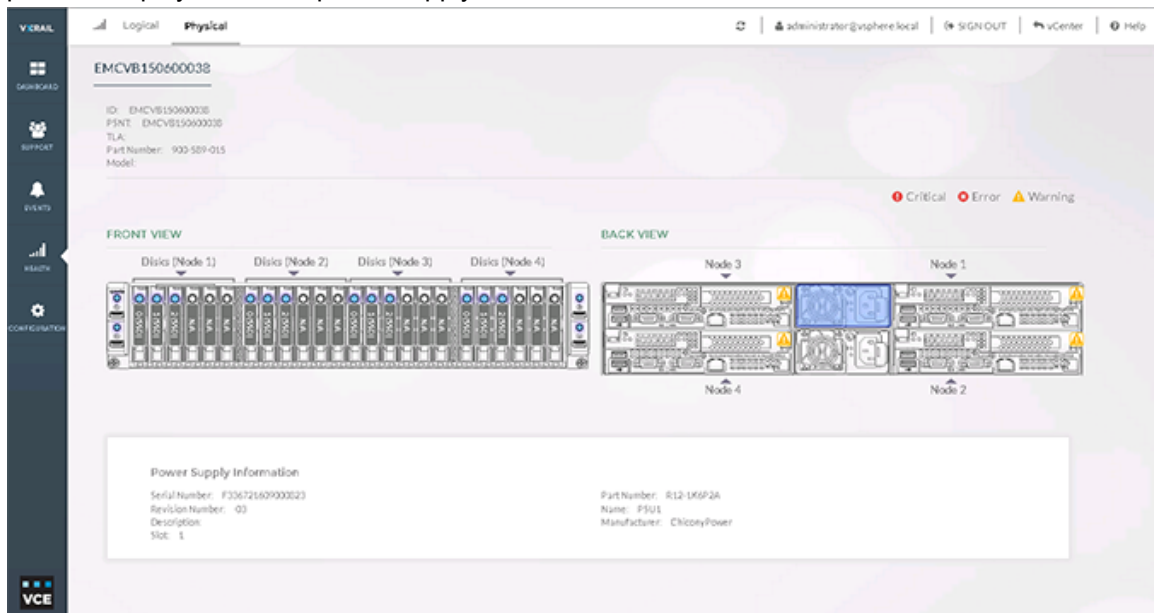 VXRAIL
Logical Physical
administrator@vsphere.local SIGN OUT vCenter Help
DASHBOARD
SUPPORT
EVENTS
HEALTH
CONFIGURATION
VCE
EMCVB150600038
ID: EMCVB150600038
PSNT: EMCVB150600038
TLA:
Part Number: 900-589-015
Model:
Critical Error Warning
FRONT VIEW
Disks (Node 1) Disks (Node 2) Disks (Node 3) Disks (Node 4)
BACK VIEW
Node 3 Node 1
Node 4 Node 2
Power Supply Information
Serial Number: F336721609000023
Revision Number: -03
Description:
Slot: 1
Part Number: R12-1K6P2A
Name: PSU1
Manufacturer: ChiconyPower